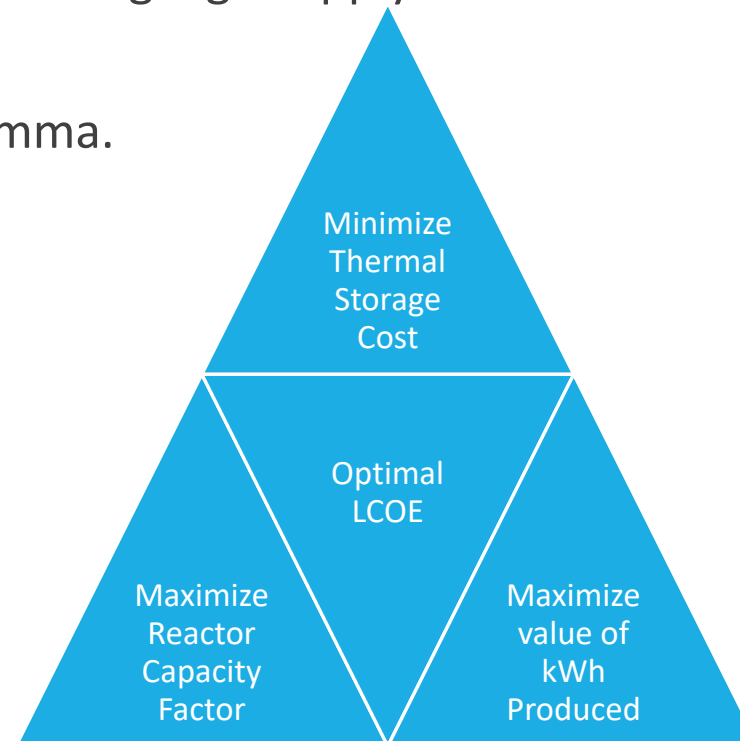 mma.
Minimize
Thermal
Storage
Cost
Optimal
LCOE
Maximize
Reactor
Capacity
Factor
Maximize
value of
kWh
Produced